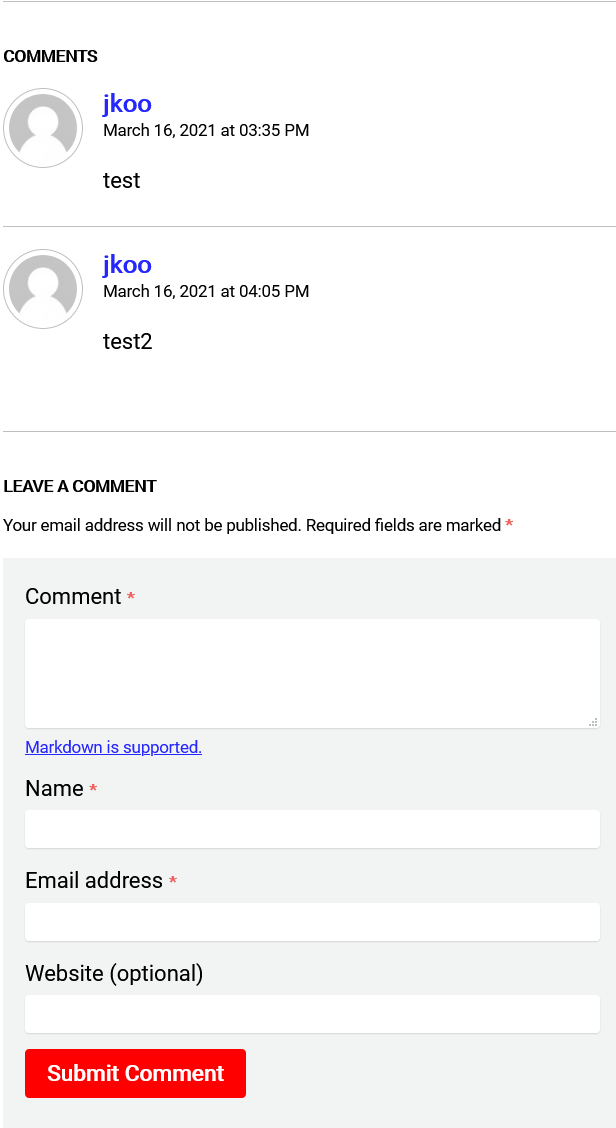 COMMENTS
jkoo
March 16, 2021 at 03:35 PM
test
jkoo
March 16, 2021 at 04:05 PM
test2
LEAVE A COMMENT
Your email address will not be published. Required fields are marked *
Comment *
Markdown is supported.
Name *
Email address *
Website (optional)
Submit Comment